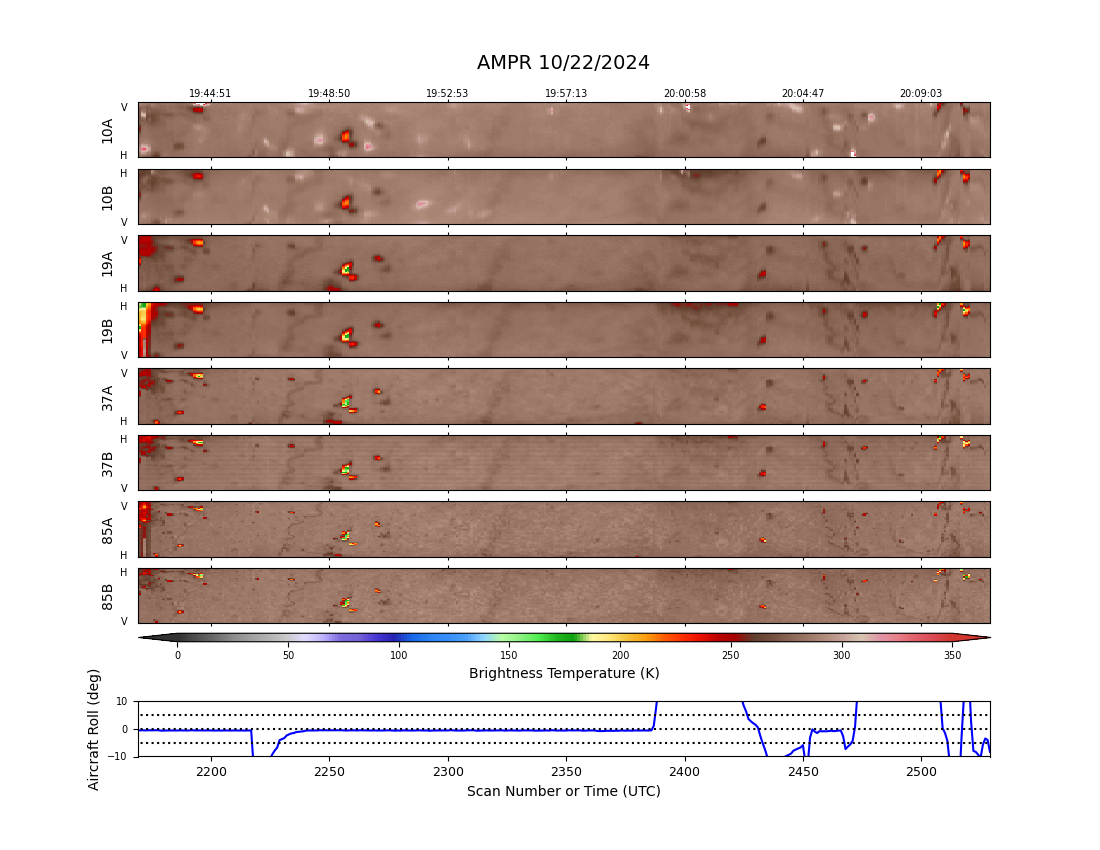 AMPR 10/22/2024
19:44:51 19:48:50 19:52:53 19:57:13 20:00:58 20:04:47 20:09:03
V
10A
H
H
10B
V
V
19A
H
H
19B
V
V
37A
H
H
37B
V
V
85A
H
H
85B
V
0 50 100 150 200 250 300 350
Brightness Temperature (K)
Aircraft Roll (deg)
10
0
−10
2200 2250 2300 2350 2400 2450 2500
Scan Number or Time (UTC)